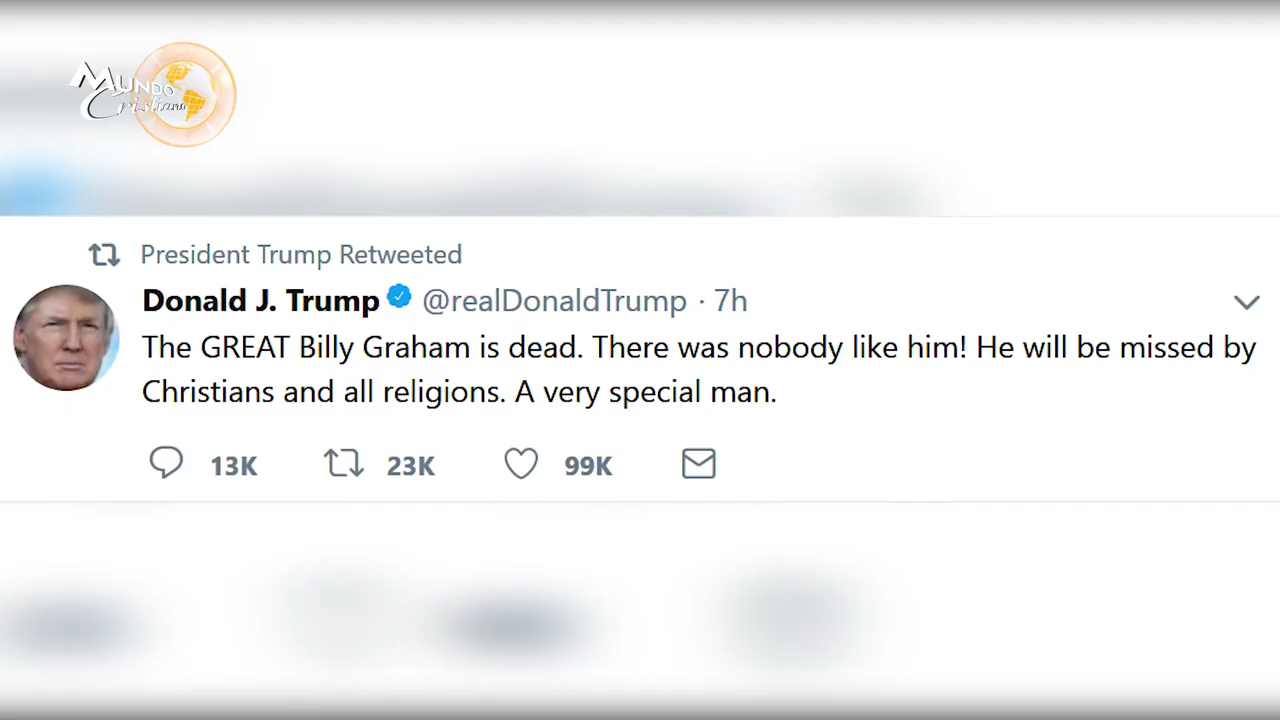 Mundo
Cristiano
President Trump Retweeted
Donald J. Trump @realDonaldTrump · 7h
The GREAT Billy Graham is dead. There was nobody like him! He will be missed by
Christians and all religions. A very special man.
13K 23K 99K